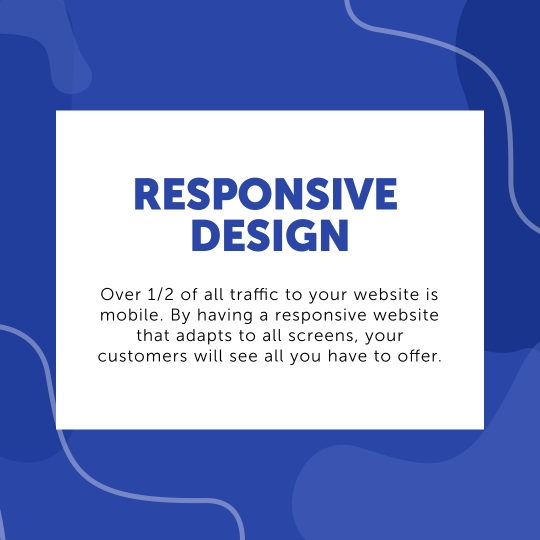 RESPONSIVE
DESIGN
Over 1/2 of all traffic to your website is
mobile. By having a responsive website
that adapts to all screens, your
customers will see all you have to offer.